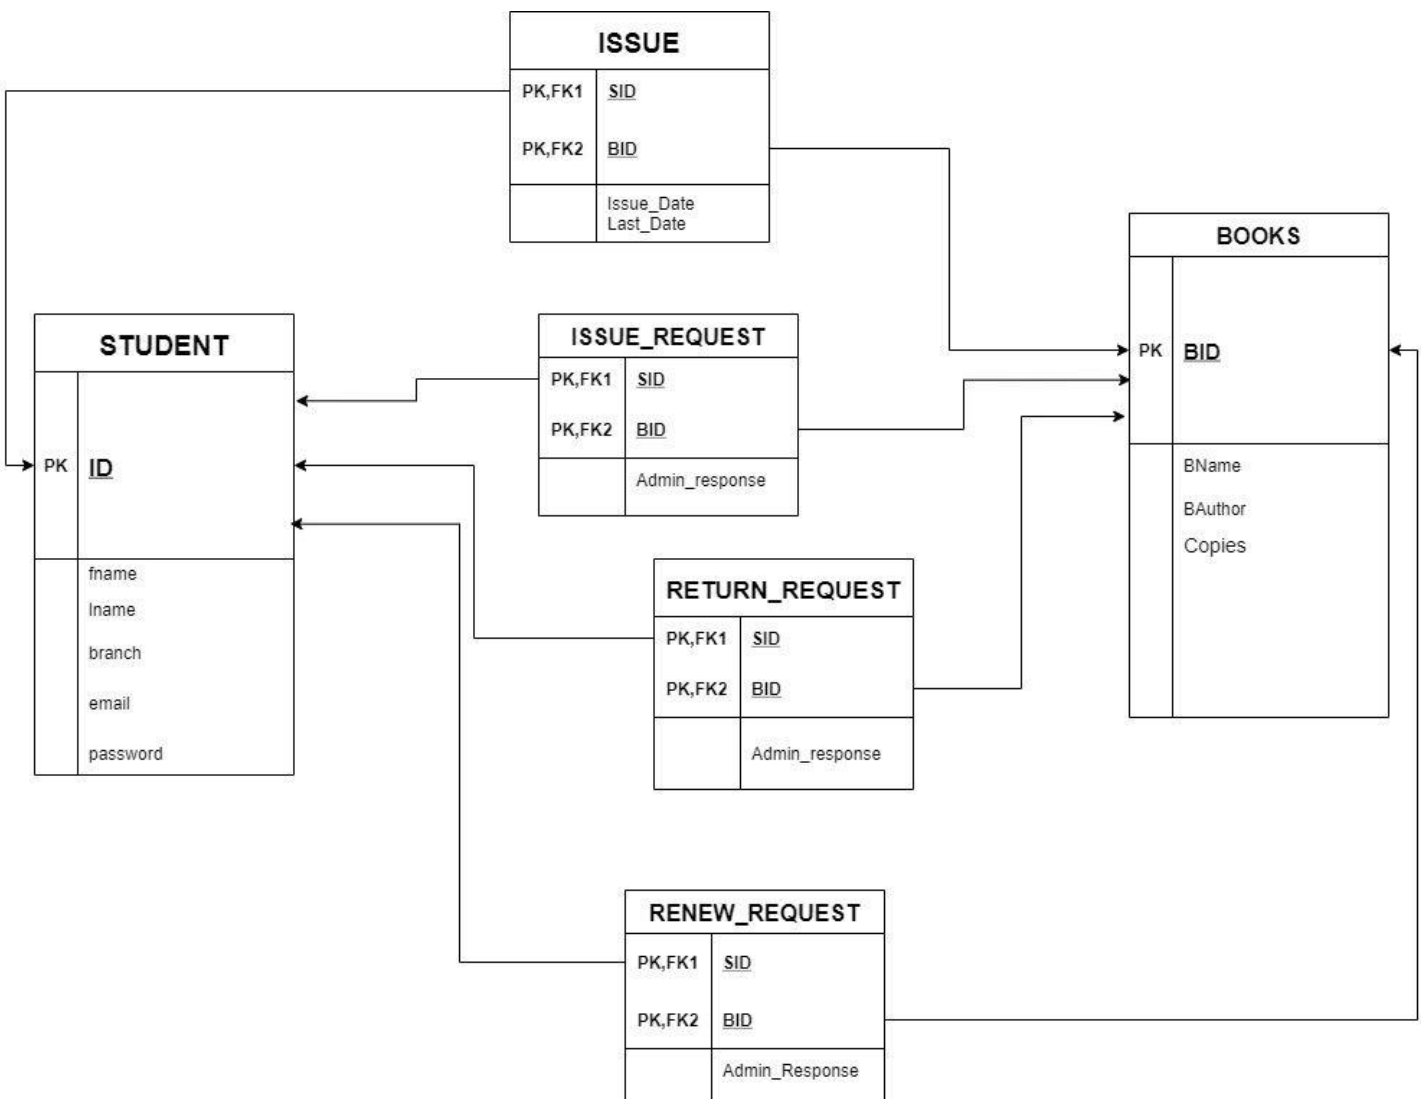 ISSUE
PK,FK1 SID
PK,FK2 BID
Issue_Date
Last_Date
BOOKS
PK BID
BName
BAuthor
Copies
STUDENT
PK ID
fname
lname
branch
email
password
ISSUE_REQUEST
PK,FK1 SID
PK,FK2 BID
Admin_response
RETURN_REQUEST
PK,FK1 SID
PK,FK2 BID
Admin_response
RENEW_REQUEST
PK,FK1 SID
PK,FK2 BID
Admin_Response